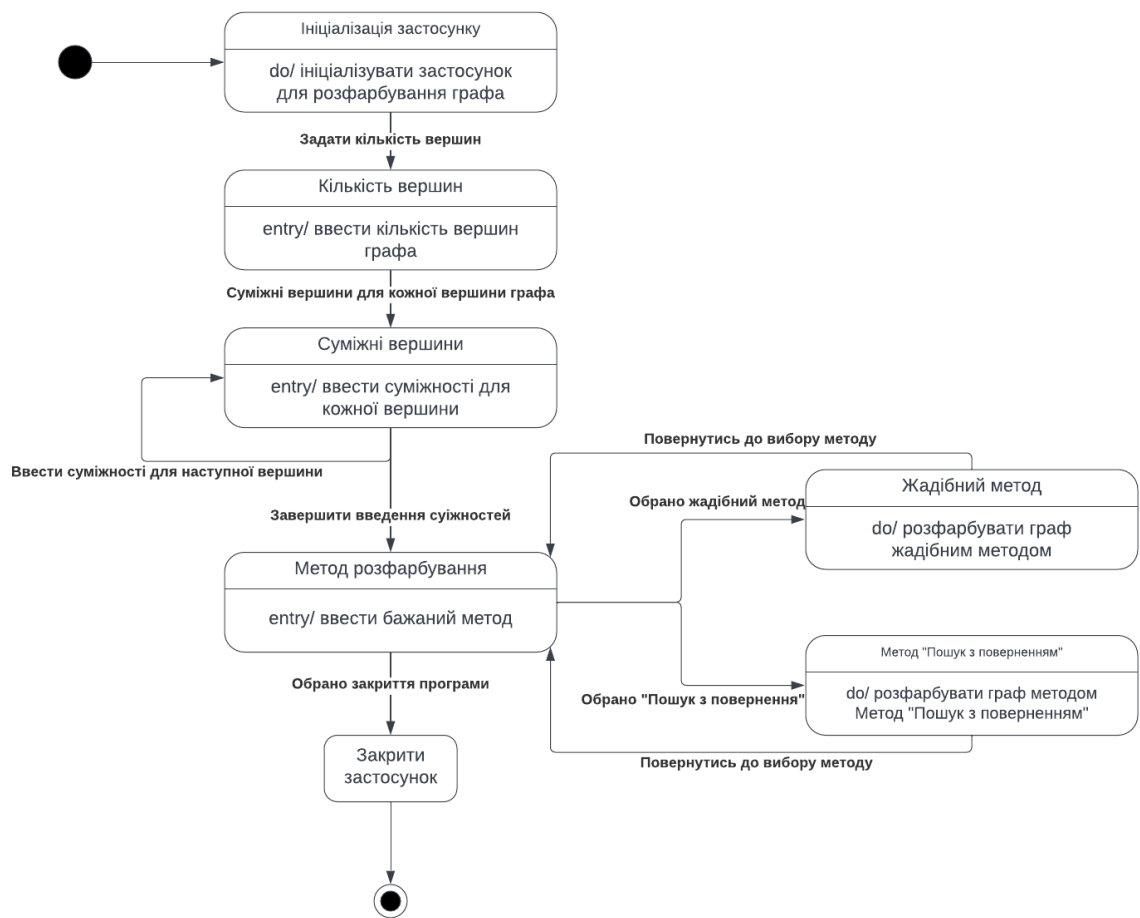 Ініціалізація застосунку
do/ ініціалізувати застосунок
для розфарбування графа
Задати кількість вершин
Кількість вершин
entry/ ввести кількість вершин
графа
Суміжні вершини для кожної вершини графа
Суміжні вершини
entry/ ввести суміжності для
кожної вершини
Ввести суміжності для наступної вершини
Завершити введення суіжностей
Метод розфарбування
entry/ ввести бажаний метод
Повернутись до вибору методу
Обрано жадібний метод
Жадібний метод
do/ розфарбувати граф
жадібним методом
Обрано "Пошук з повернення"
Метод "Пошук з поверненням"
do/ розфарбувати граф методом
Метод "Пошук з поверненням"
Повернутись до вибору методу
Обрано закриття програми
Закрити
застосунок